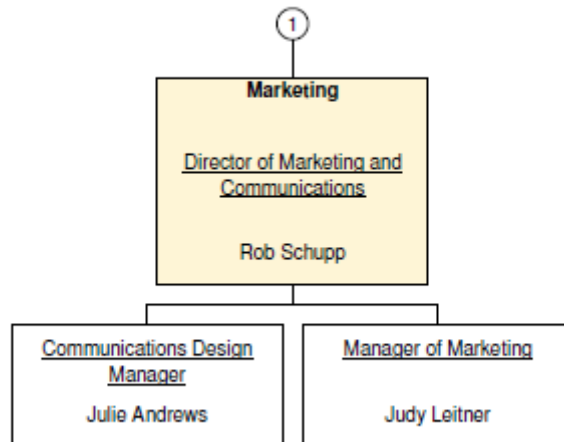 1
Marketing
Director of Marketing and
Communications
Rob Schupp
Communications Design
Manager
Julie Andrews
Manager of Marketing
Judy Leitner